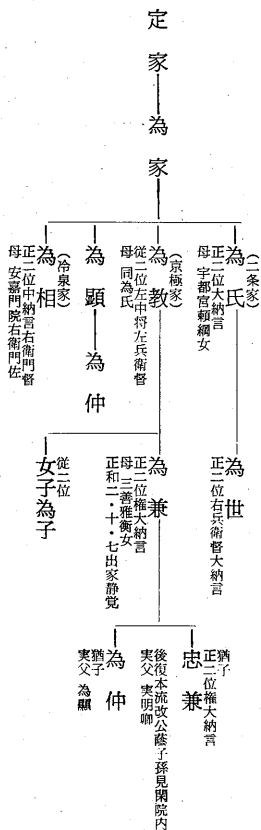 定家
為家
(二条家)
為氏
正二位大納言
母 宇都宮頼綱女
(京極家)
為教
従二位左中将左兵衛督
母 同為氏
為顕
為仲
(冷泉家)
為相
正二位中納言右衛門督
母 安嘉門院右衛門佐
為世
正二位右兵衛督大納言
為兼
正二位権大納言
母 三善雅衡女
正和二・十・七出家静覚
従二位
女子為子
猶子
忠兼
正二位権大納言
後復本流改公蔭子孫見閑院内
実父 実明卿
為仲
猶子
実父 為顕